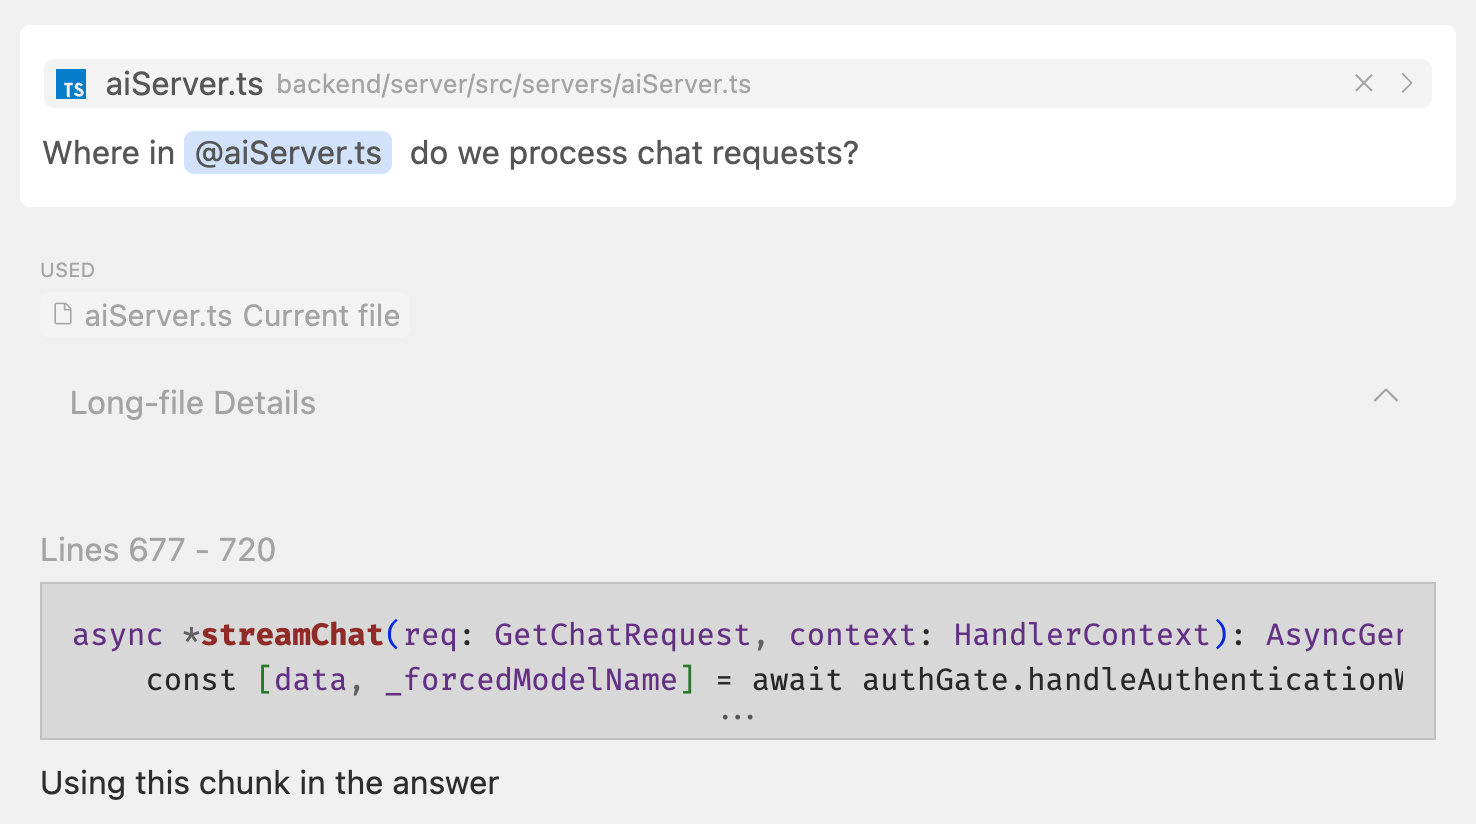 TS aiServer.ts backend/server/src/servers/aiServer.ts
Where in @aiServer.ts do we process chat requests?
USED
aiServer.ts Current file
Long-file Details
Lines 677 - 720
async *streamChat(req: GetChatRequest, context: HandlerContext): AsyncGen
const [data, _forcedModelName] = await authGate.handleAuthenticationW
...
Using this chunk in the answer